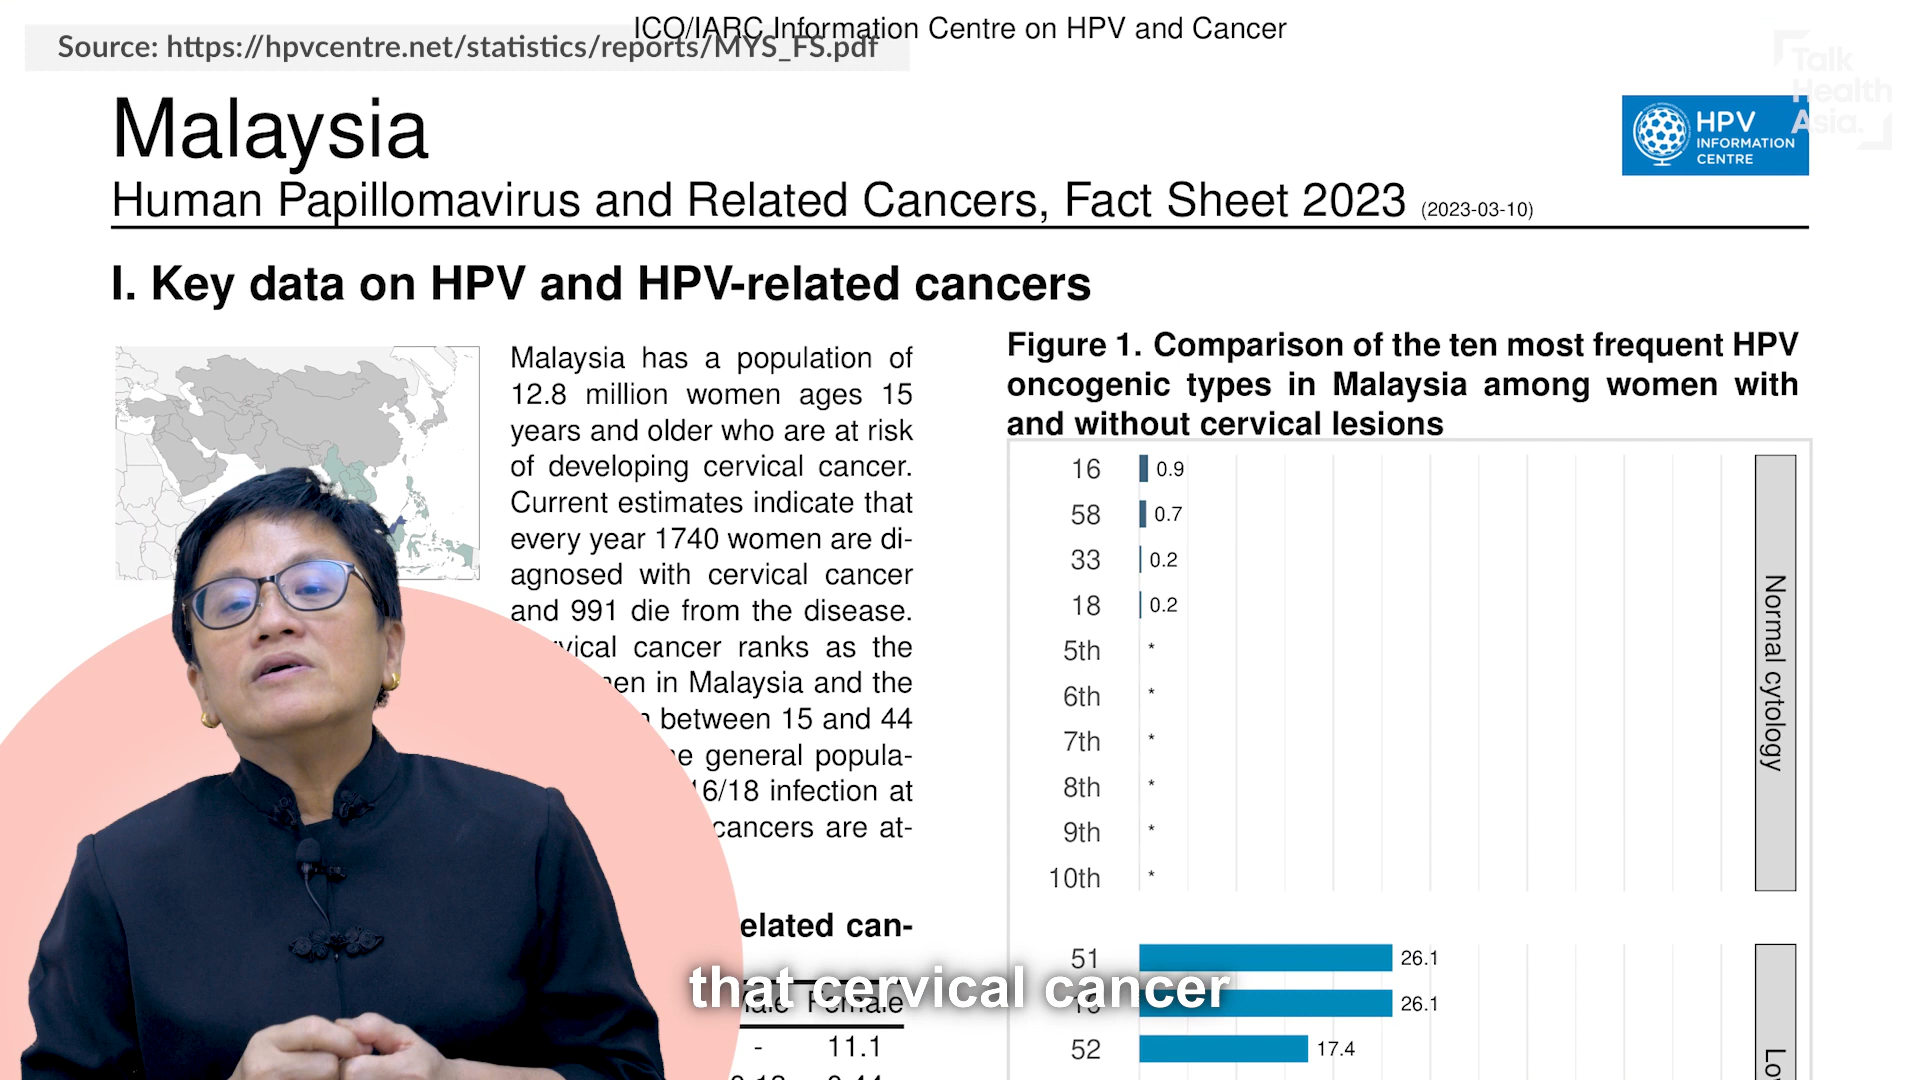 ICO/IARC Information Centre on HPV and Cancer
Source: https://hpvcentre.net/statistics/reports/MYS_FS.pdf
Talk
Health
Asia.
Malaysia
HPV
INFORMATION
CENTRE
Human Papillomavirus and Related Cancers, Fact Sheet 2023 (2023-03-10)
I. Key data on HPV and HPV-related cancers
Malaysia has a population of
12.8 million women ages 15
years and older who are at risk
of developing cervical cancer.
Current estimates indicate that
every year 1740 women are di-
agnosed with cervical cancer
and 991 die from the disease.
cancer ranks as the
in Malaysia and the
between 15 and 44
general popula-
16/18 infection at
cancers are at-
can-
Female
- 11.1
Figure 1. Comparison of the ten most frequent HPV
oncogenic types in Malaysia among women with
and without cervical lesions
16 0.9
58 0.7
33 0.2
18 0.2
5th *
6th *
7th *
8th *
9th *
10th *
Normal cytology
51 26.1
26.1
52 17.4
that cervical cancer